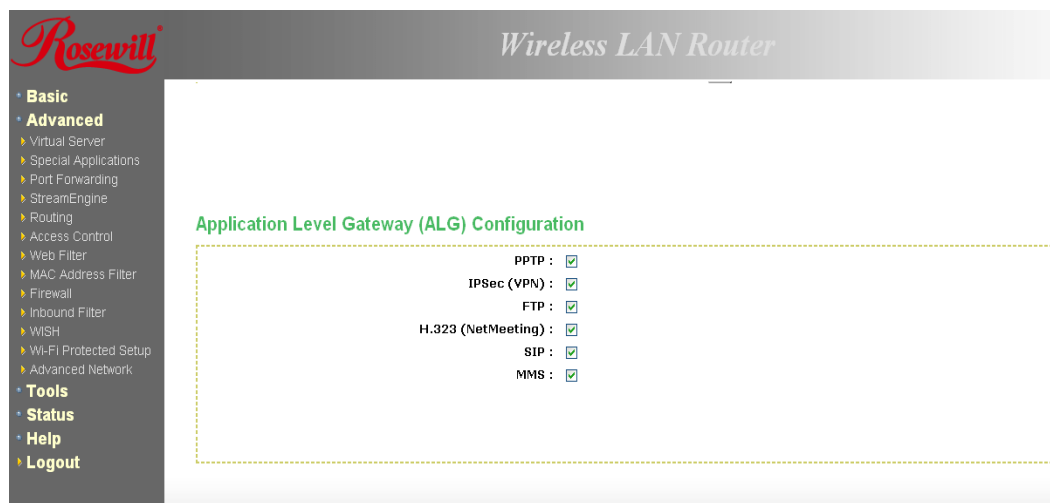 Rosewill
Wireless LAN Router
Basic
Advanced
Virtual Server
Special Applications
Port Forwarding
StreamEngine
Routing
Access Control
Web Filter
MAC Address Filter
Firewall
Inbound Filter
WISH
Wi-Fi Protected Setup
Advanced Network
Tools
Status
Help
Logout
Application Level Gateway (ALG) Configuration
PPTP :
IPSec (VPN) :
FTP :
H.323 (NetMeeting) :
SIP :
MMS :